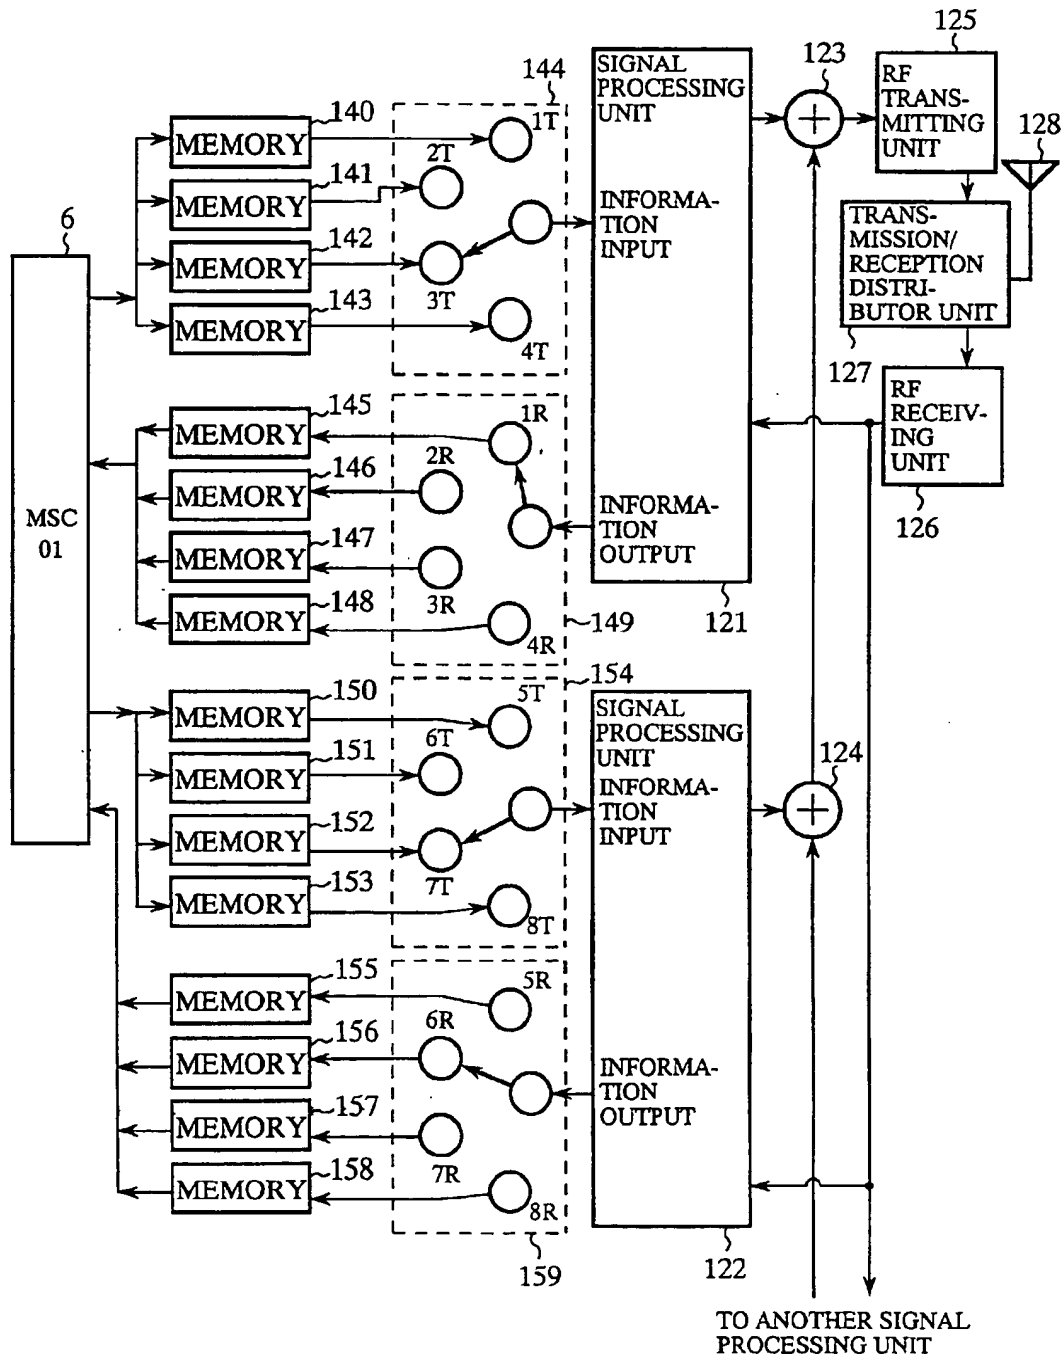 6
MSC
01
140
MEMORY
141
MEMORY
142
MEMORY
143
MEMORY
144
1T
2T
3T
4T
145
MEMORY
146
MEMORY
147
MEMORY
148
MEMORY
1R
2R
3R
4R
149
150
MEMORY
151
MEMORY
152
MEMORY
153
MEMORY
154
5T
6T
7T
8T
155
MEMORY
156
MEMORY
157
MEMORY
158
MEMORY
5R
6R
7R
8R
159
SIGNAL
PROCESSING
UNIT
INFORMA-
TION
INPUT
INFORMA-
TION
OUTPUT
121
SIGNAL
PROCESSING
UNIT
INFORMA-
TION
INPUT
INFORMA-
TION
OUTPUT
122
123
+
124
+
125
RF
TRANS-
MITTING
UNIT
128
TRANS-
MISSION/
RECEPTION
DISTRI-
BUTOR UNIT
127
RF
RECEIV-
ING
UNIT
126
TO ANOTHER SIGNAL
PROCESSING UNIT